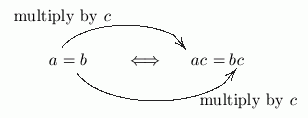 multiply by c
a = b ⟺ ac = bc
multiply by c